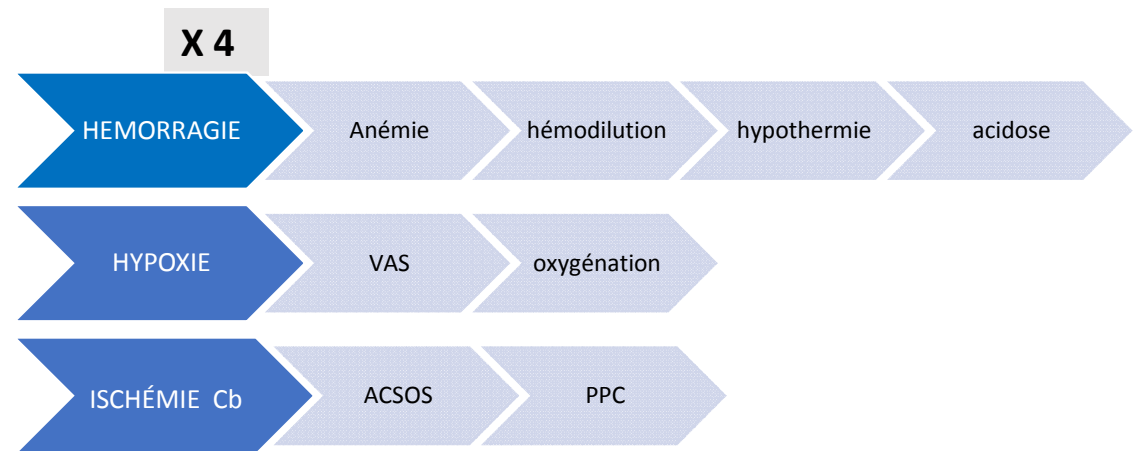 X 4
HEMORRAGIE Anémie hémodilution hypothermie acidose
HYPOXIE VAS oxygénation
ISCHÉMIE Cb ACSOS PPC